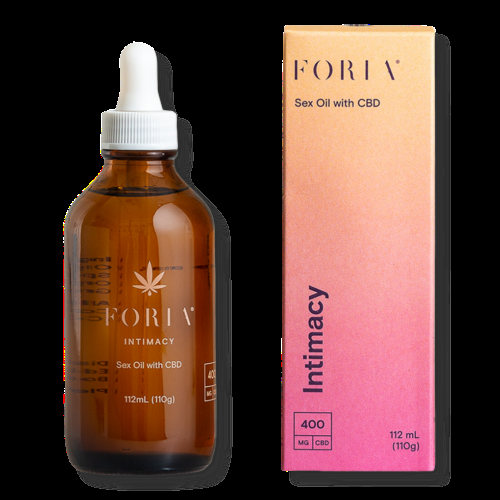 FORIA
INTIMACY
Sex Oil with CBD
112mL (110g)
400
MG
FORIA®
Sex Oil with CBD
Intimacy
400
MG CBD
112 mL
(110g)